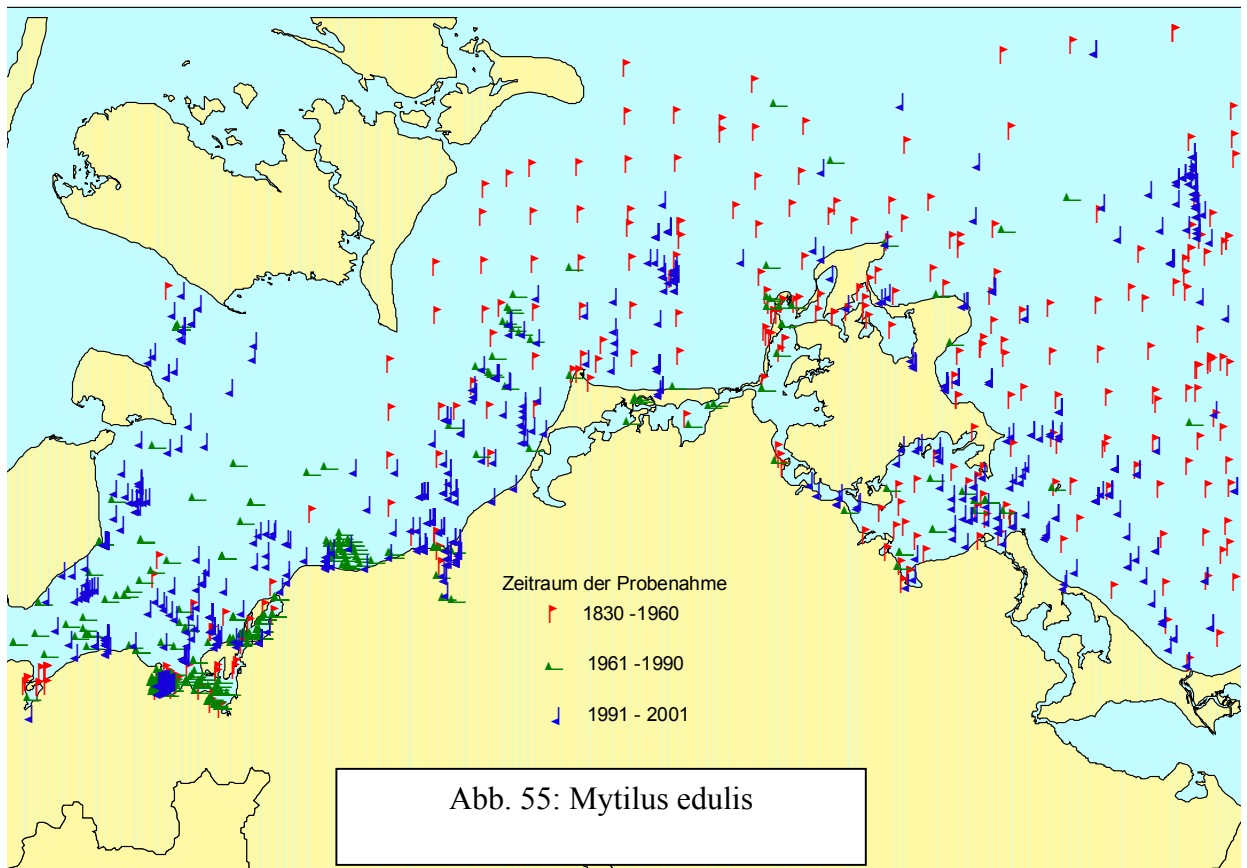 Zeitraum der Probenahme
1830 -1960
1961 -1990
1991 - 2001
Abb. 55: Mytilus edulis